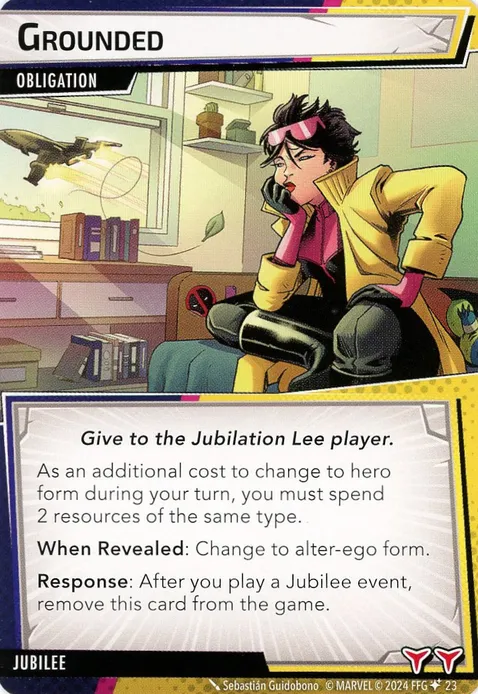 GROUNDED
OBLIGATION
Give to the Jubilation Lee player.
As an additional cost to change to hero
form during your turn, you must spend
2 resources of the same type.
When Revealed: Change to alter-ego form.
Response: After you play a Jubilee event,
remove this card from the game.
JUBILEE
Sebastián Guidobono © MARVEL © 2024 FFG 23